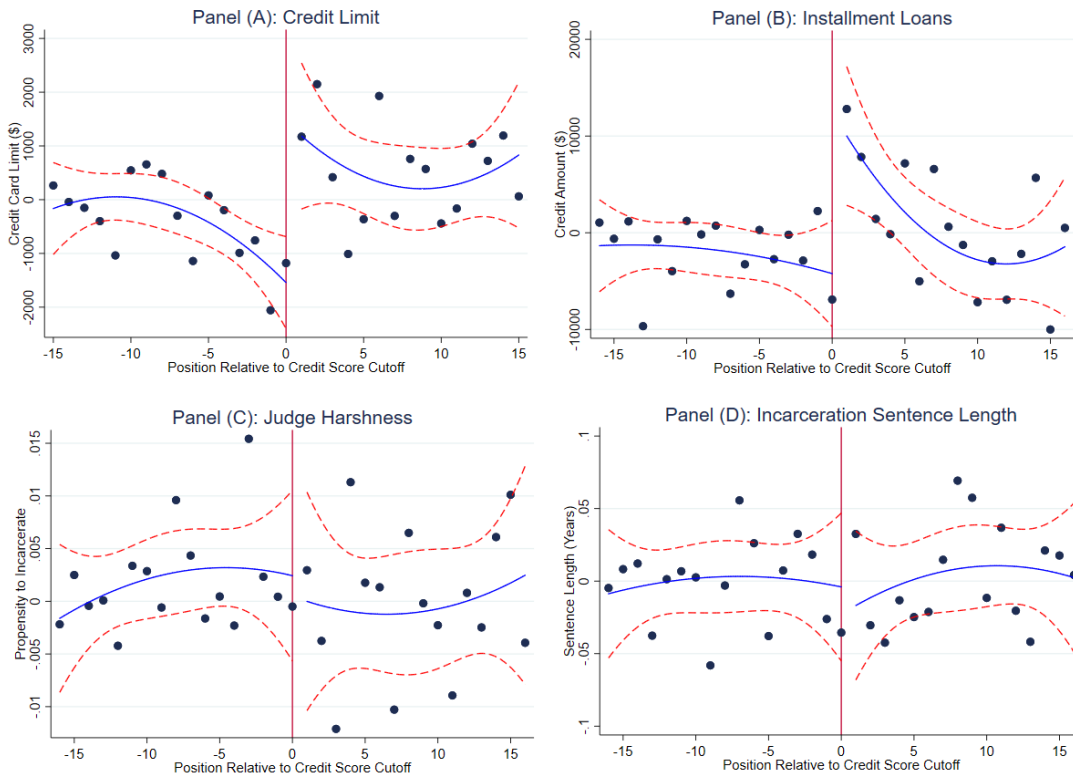 Panel (A): Credit Limit
Credit Card Limit ($)
3000
2000
1000
0
-1000
-2000
-15 -10 -5 0 5 10 15
Position Relative to Credit Score Cutoff
Panel (B): Installment Loans
Credit Amount ($)
20000
10000
0
-10000
-15 -10 -5 0 5 10 15
Position Relative to Credit Score Cutoff
Panel (C): Judge Harshness
Propensity to Incarcerate
.015
.01
.005
0
-.005
-.01
-15 -10 -5 0 5 10 15
Position Relative to Credit Score Cutoff
Panel (D): Incarceration Sentence Length
Sentence Length (Years)
.1
.05
0
-.05
-.1
-15 -10 -5 0 5 10 15
Position Relative to Credit Score Cutoff